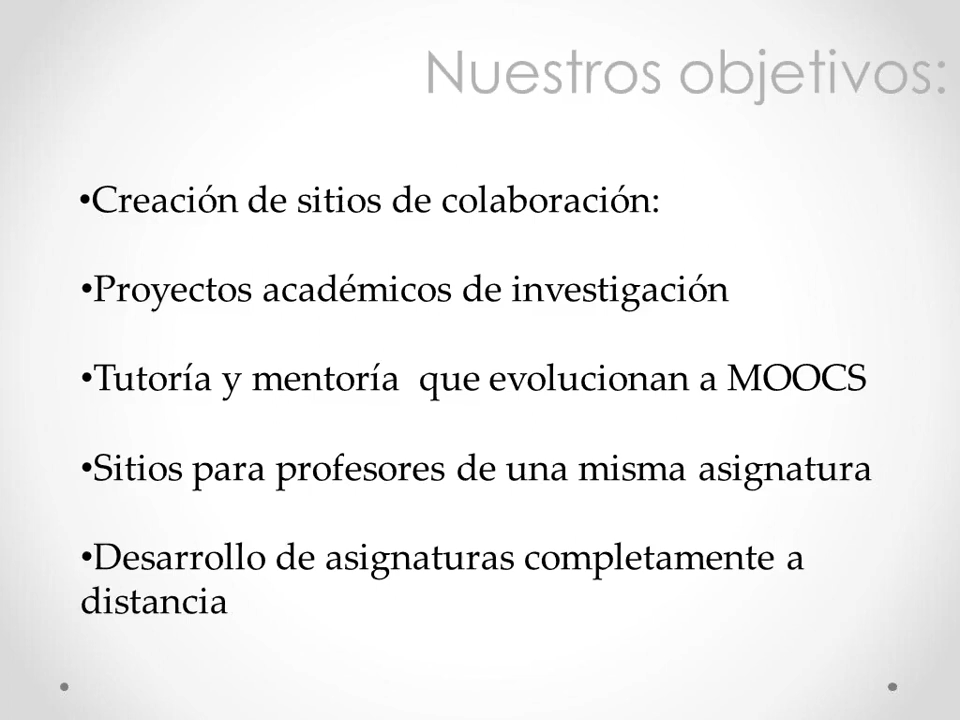 Nuestros objetivos:
•Creación de sitios de colaboración:
•Proyectos académicos de investigación
•Tutoría y mentoría  que evolucionan a MOOCS
•Sitios para profesores de una misma asignatura
•Desarrollo de asignaturas completamente a
distancia